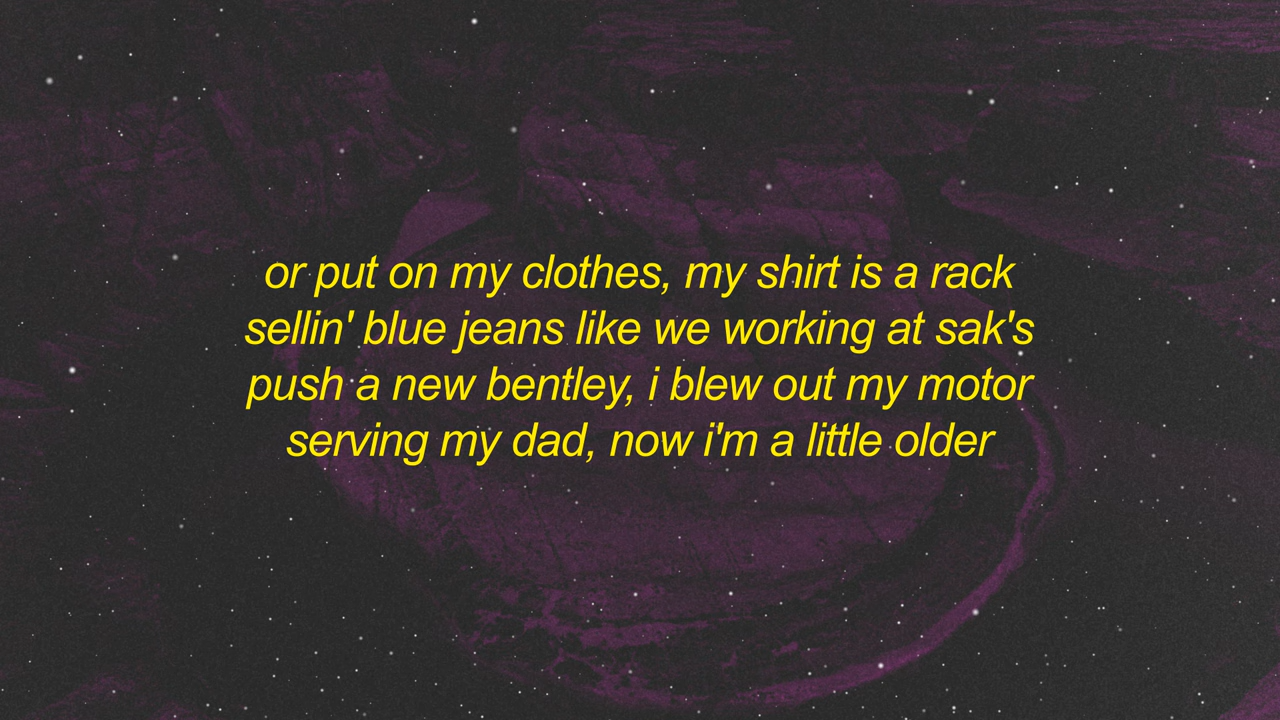 or put on my clothes, my shirt is a rack
sellin' blue jeans like we working at sak's
push a new bentley, i blew out my motor
serving my dad, now i'm a little older